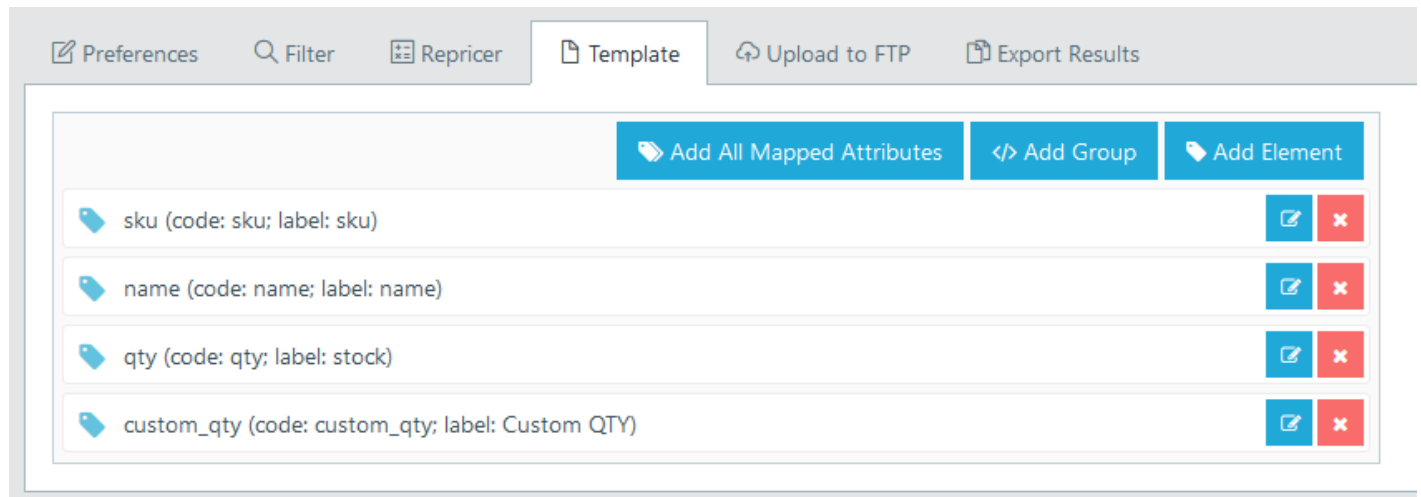 Preferences Filter Repricer Template Upload to FTP Export Results
Add All Mapped Attributes </> Add Group Add Element
sku (code: sku; label: sku)
name (code: name; label: name)
qty (code: qty; label: stock)
custom_qty (code: custom_qty; label: Custom QTY)